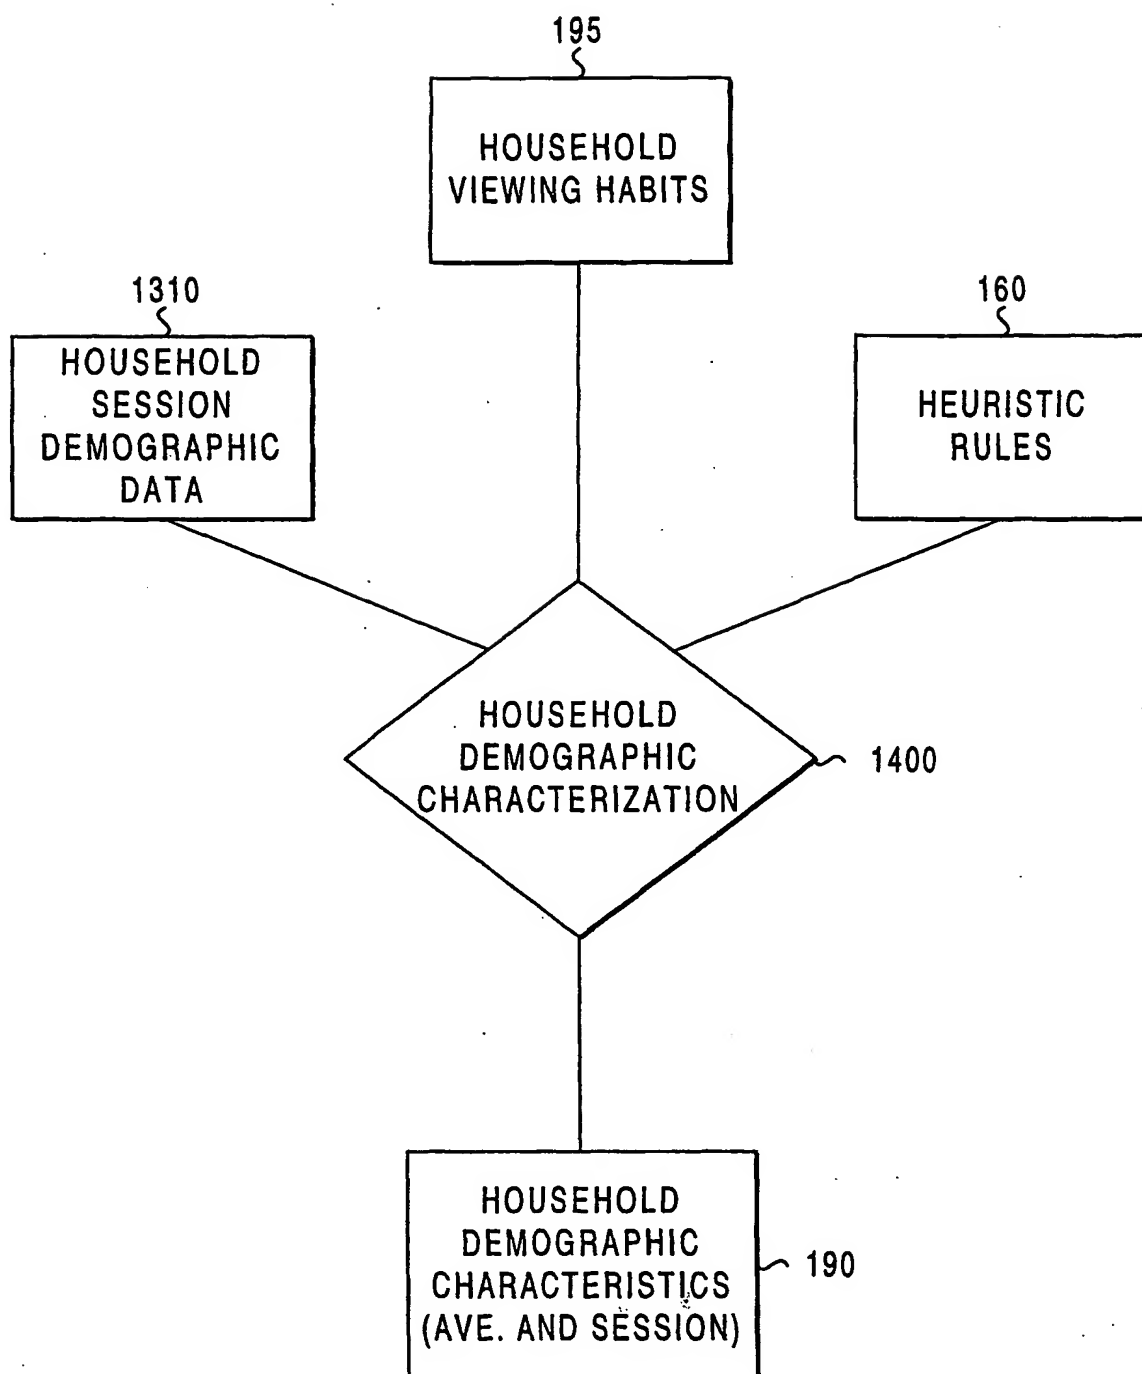 195
HOUSEHOLD
VIEWING HABITS
1310
HOUSEHOLD
SESSION
DEMOGRAPHIC
DATA
160
HEURISTIC
RULES
HOUSEHOLD
DEMOGRAPHIC
CHARACTERIZATION
1400
HOUSEHOLD
DEMOGRAPHIC
CHARACTERISTICS
(AVE. AND SESSION)
190